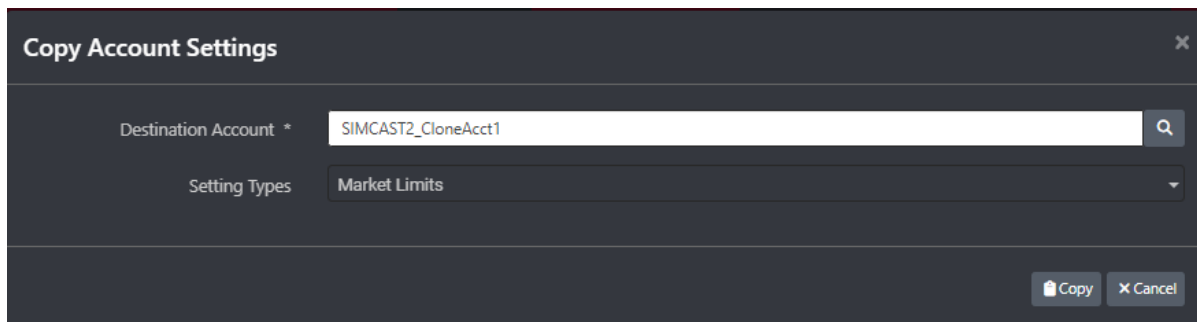 Copy Account Settings
Destination Account *
SIMCAST2_CloneAcct1
Setting Types
Market Limits
Copy
Cancel